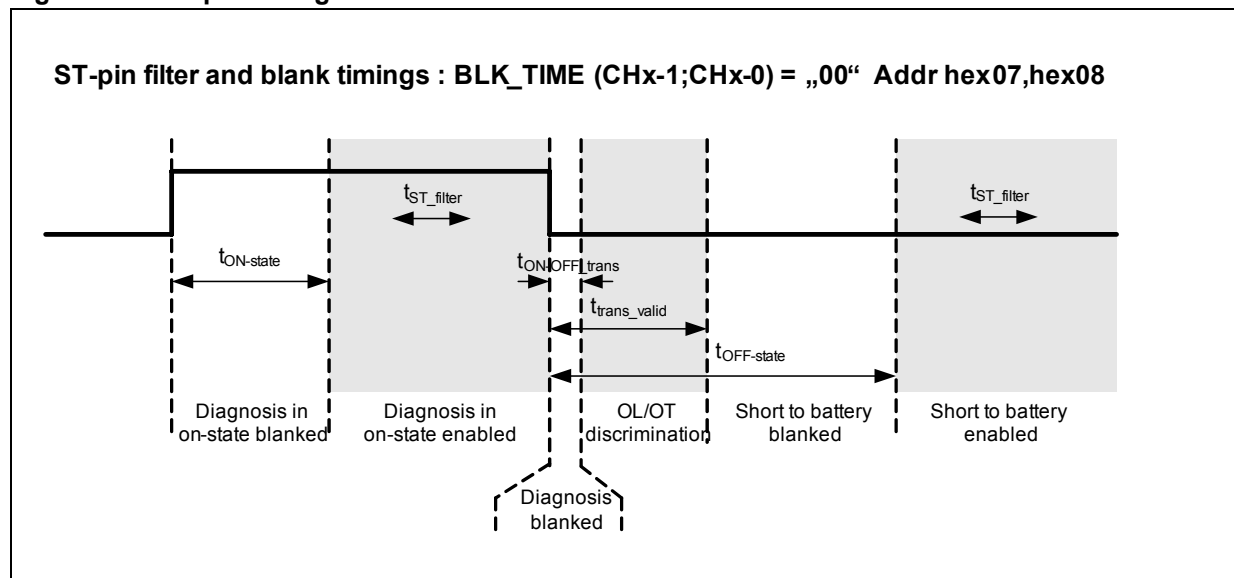 ST-pin filter and blank timings : BLK_TIME (CHx-1;CHx-0) = „00“ Addr hex07,hex08
tST_filter
tST_filter
tON-state
tON-OFF_trans
ttrans_valid
tOFF-state
Diagnosis in
on-state blanked
Diagnosis in
on-state enabled
OL/OT
discrimination
Short to battery
blanked
Short to battery
enabled
Diagnosis
blanked